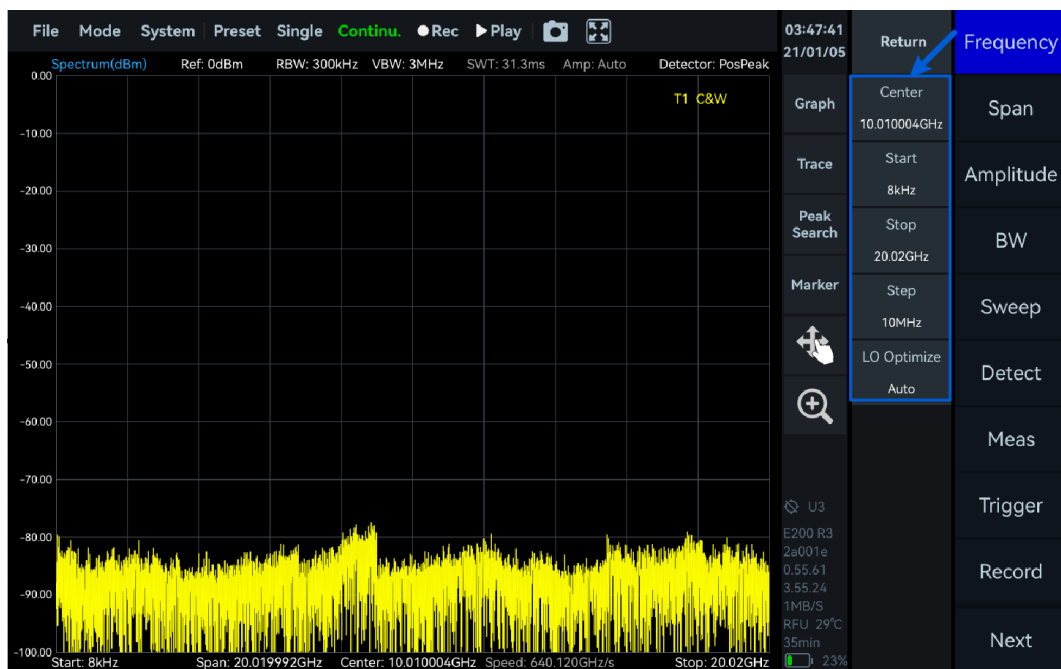 File Mode System Preset Single Continu. Rec Play
Spectrum(dBm) Ref: 0dBm RBW: 300kHz VBW: 3MHz SWT: 31.3ms Amp: Auto Detector: PosPeak
T1 C&W
0.00
-10.00
-20.00
-30.00
-40.00
-50.00
-60.00
-70.00
-80.00
-90.00
-100.00
Start: 8kHz Span: 20.019992GHz Center: 10.010004GHz Speed: 640.120GHz/s Stop: 20.02GHz
03:47:41
21/01/05
Graph
Trace
Peak
Search
Marker
U3
E200 R3
2a001e
0.55.61
3.55.24
1MB/S
RFU 29℃
35min
23%
Return
Center
10.010004GHz
Start
8kHz
Stop
20.02GHz
Step
10MHz
LO Optimize
Auto
Frequency
Span
Amplitude
BW
Sweep
Detect
Meas
Trigger
Record
Next